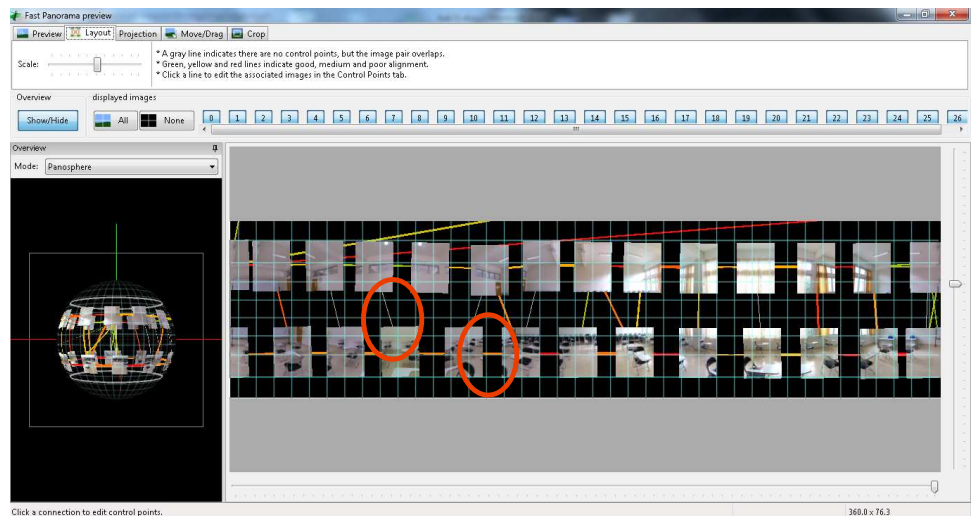 Fast Panorama preview
Preview Layout Projection Move/Drag Crop
Scale:
* A gray line indicates there are no control points, but the image pair overlaps.
* Green, yellow and red lines indicate good, medium and poor alignment.
* Click a line to edit the associated images in the Control Points tab.
Overview displayed images
Show/Hide All None 0 1 2 3 4 5 6 7 8 9 10 11 12 13 14 15 16 17 18 19 20 21 22 23 24 25 26
Overview
Mode: Panosphere
Click a connection to edit control points. 360.0 x 76.3